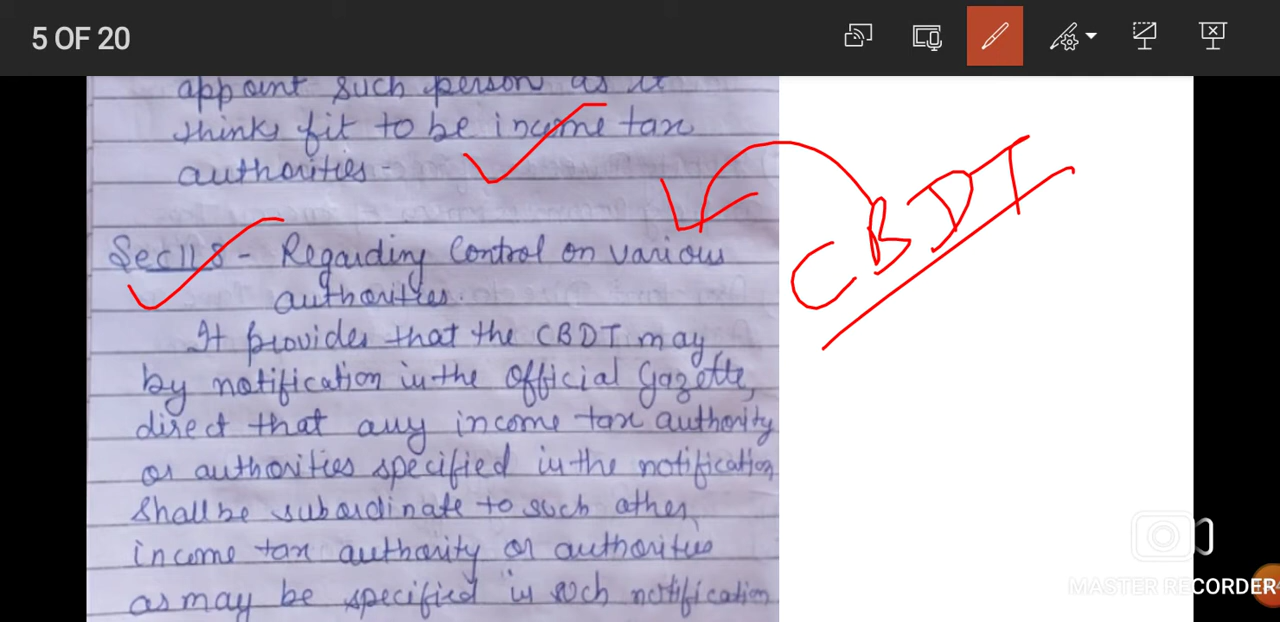 5 OF 20
appoint such person as it
thinks fit to be income tax
authorities -
CBDT
Sec 118 - Regarding Control on various
authorities.
It provides that the CBDT may,
by notification in the Official Gazette,
direct that any income tax authority
or authorities specified in the notification
shall be subordinate to such other
income tax authority or authorities
as may be specified in such notification
MASTER RECORDER